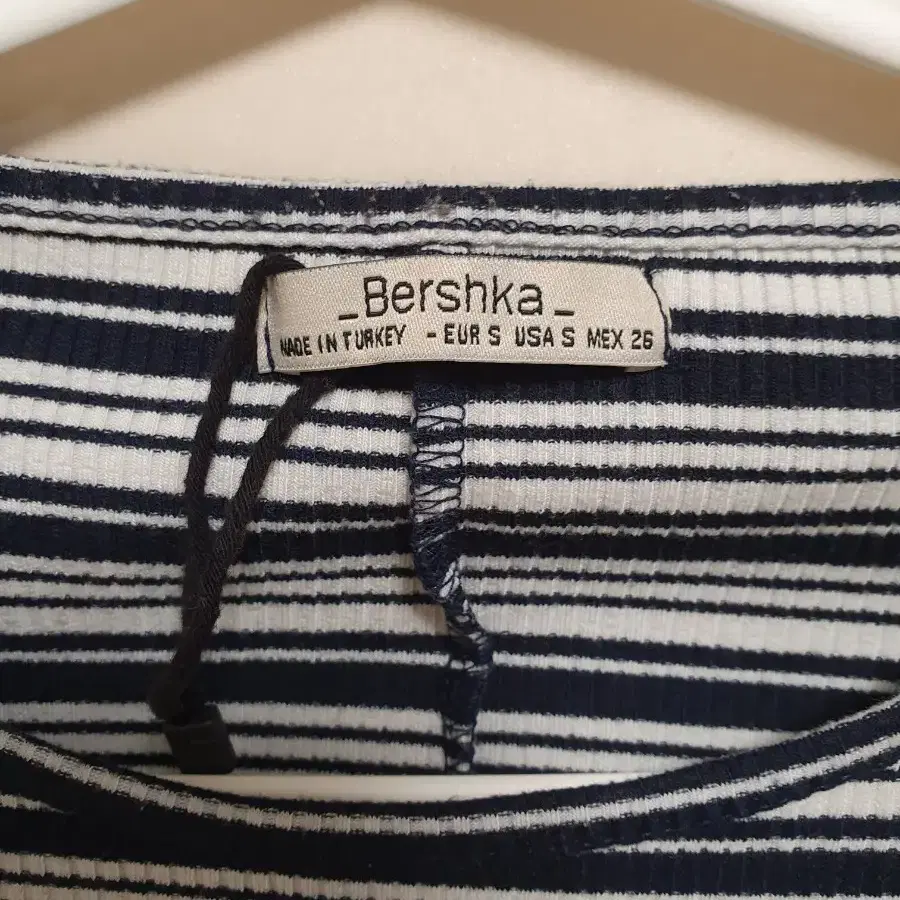 _Bershka_
MADE IN TURKEY - EUR S USA S MEX 26